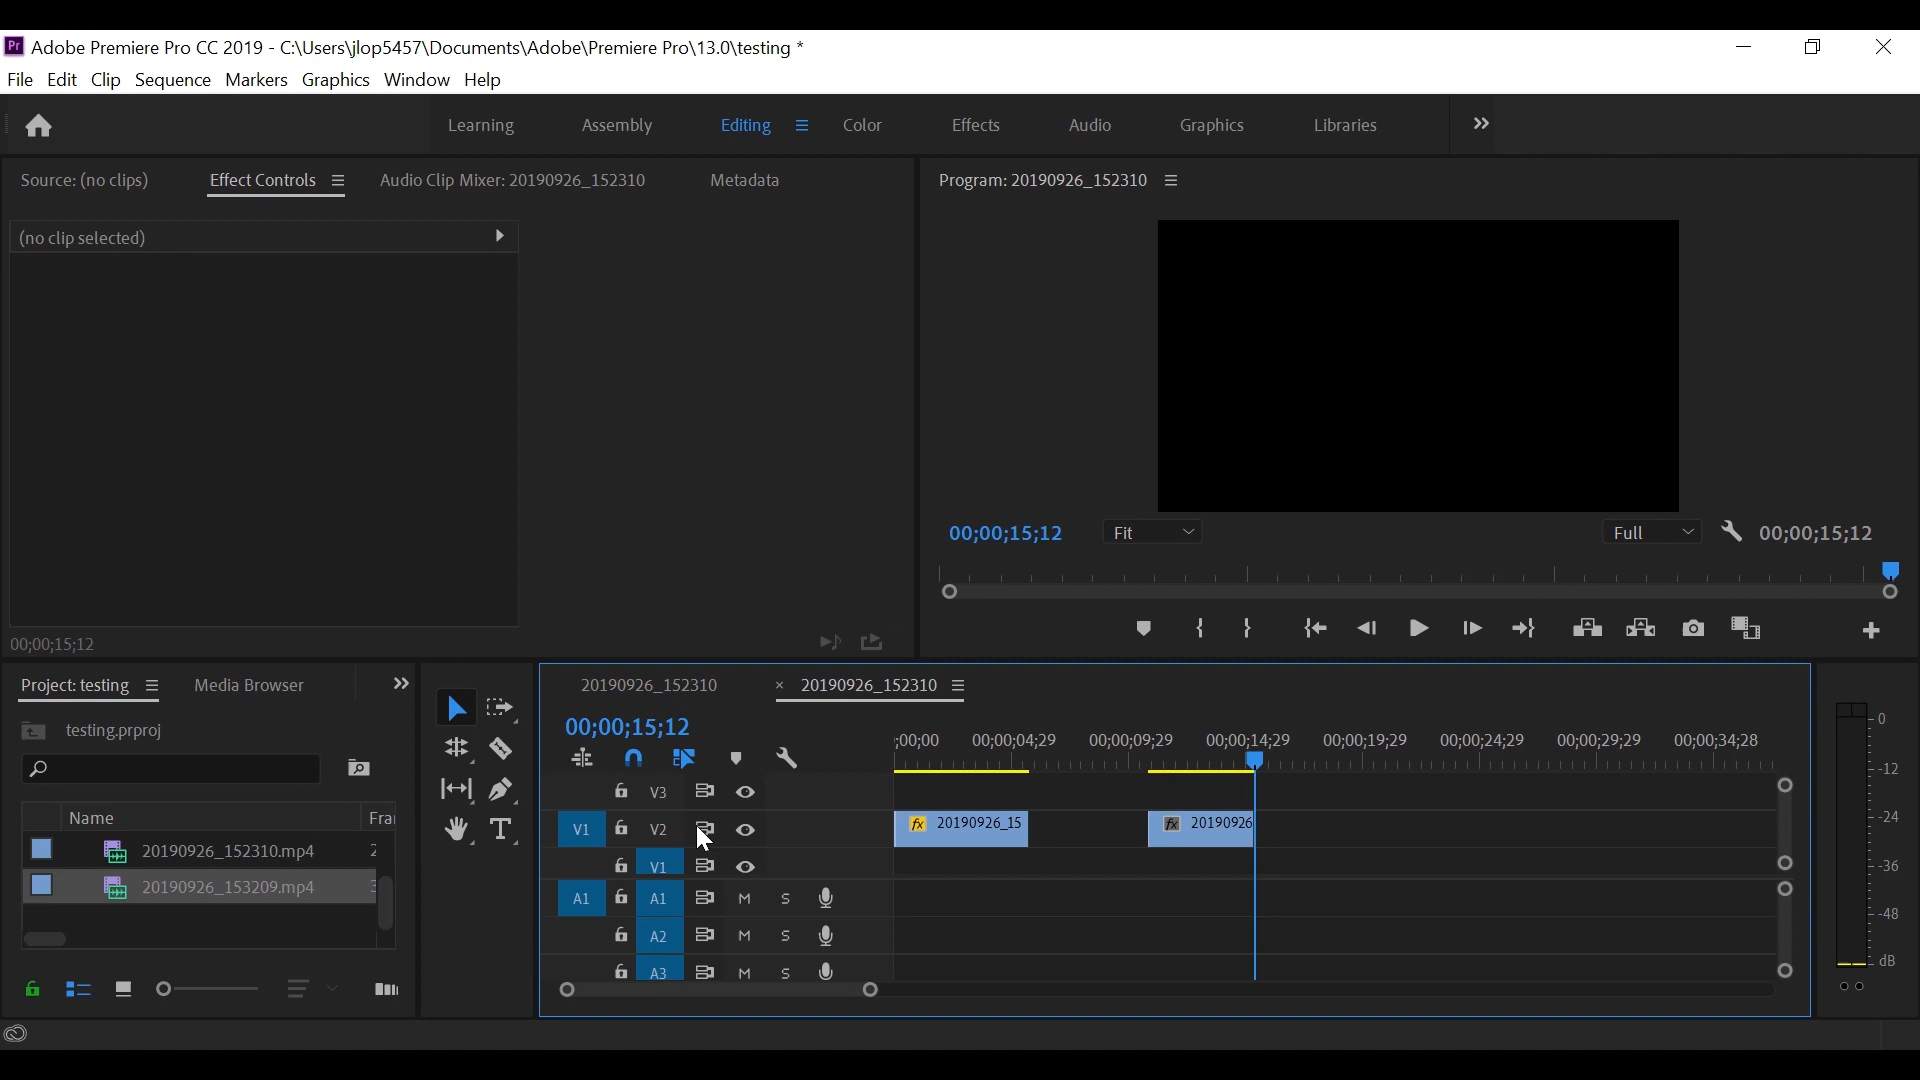 Pr Adobe Premiere Pro CC 2019 - C:\Users\jlop5457\Documents\Adobe\Premiere Pro\13.0\testing *
File Edit Clip Sequence Markers Graphics Window Help
Learning Assembly Editing Color Effects Audio Graphics Libraries
Source: (no clips) Effect Controls Audio Clip Mixer: 20190926_152310 Metadata
(no clip selected)
00;00;15;12
Program: 20190926_152310
00;00;15;12 Fit Full 00;00;15;12
Project: testing Media Browser
testing.prproj
Name Fra
20190926_152310.mp4 2
20190926_153209.mp4 3
20190926_152310 × 20190926_152310
00;00;15;12
;00;00 00;00;04;29 00;00;09;29 00;00;14;29 00;00;19;29 00;00;24;29 00;00;29;29 00;00;34;28
V3
V1 V2 fx 20190926_15 fx 20190926
V1
A1 A1 M S
A2 M S
A3 M S
0
-12
-24
-36
-48
dB